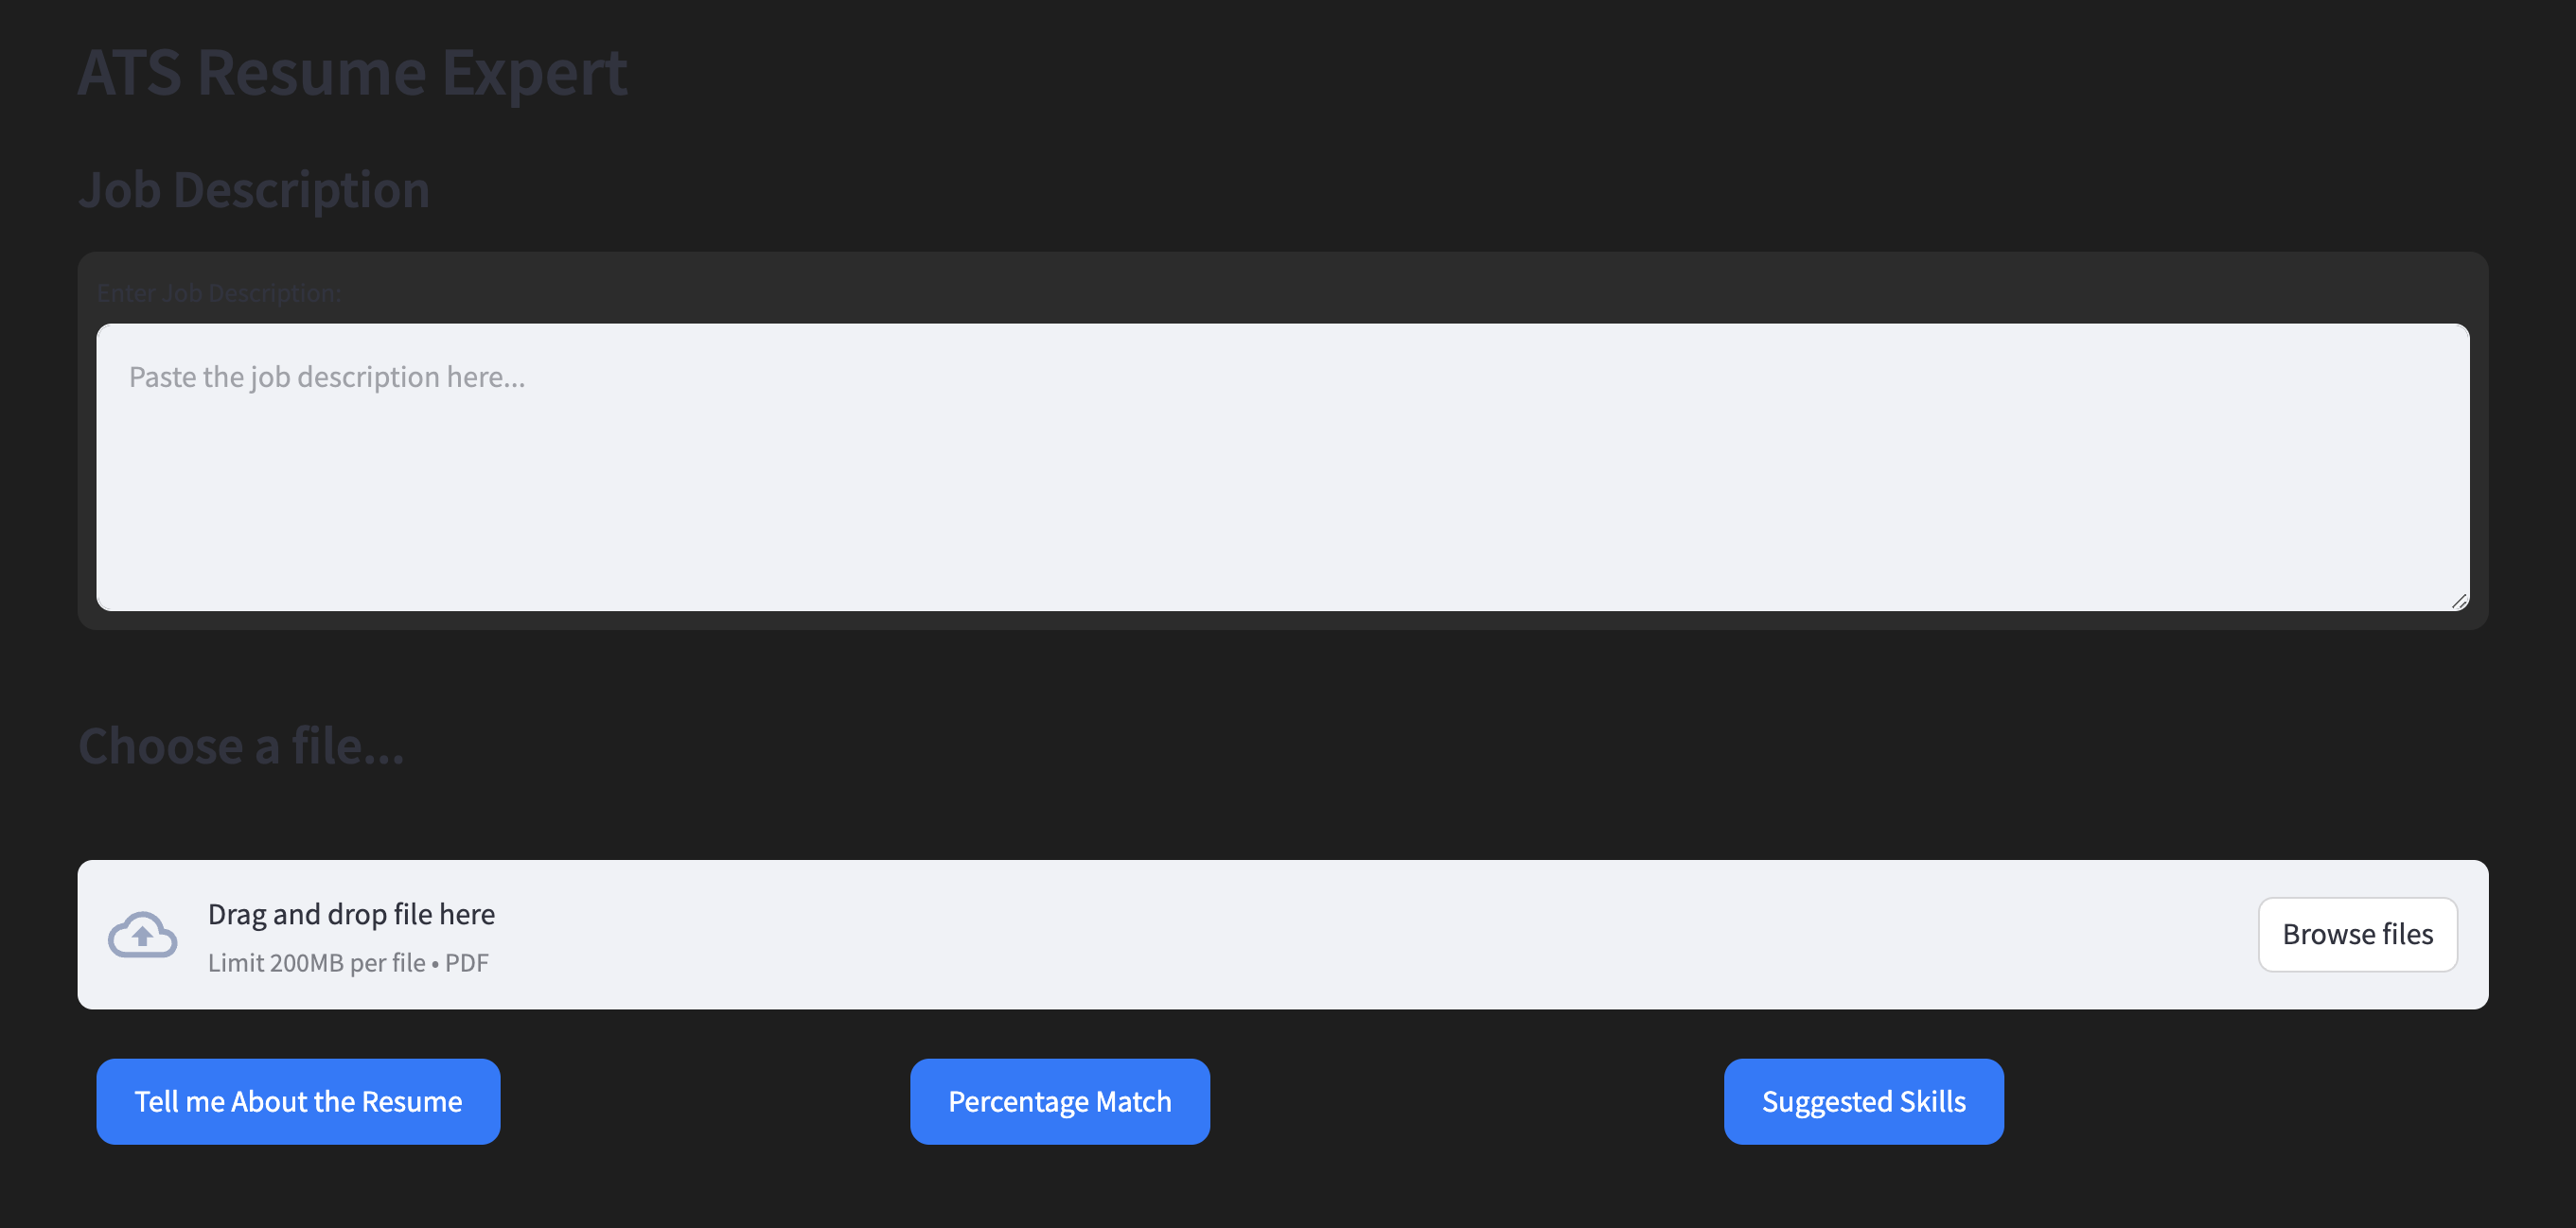 ATS Resume Expert
Job Description
Enter Job Description:
Paste the job description here...
Choose a file...
Drag and drop file here
Limit 200MB per file • PDF
Browse files
Tell me About the Resume
Percentage Match
Suggested Skills